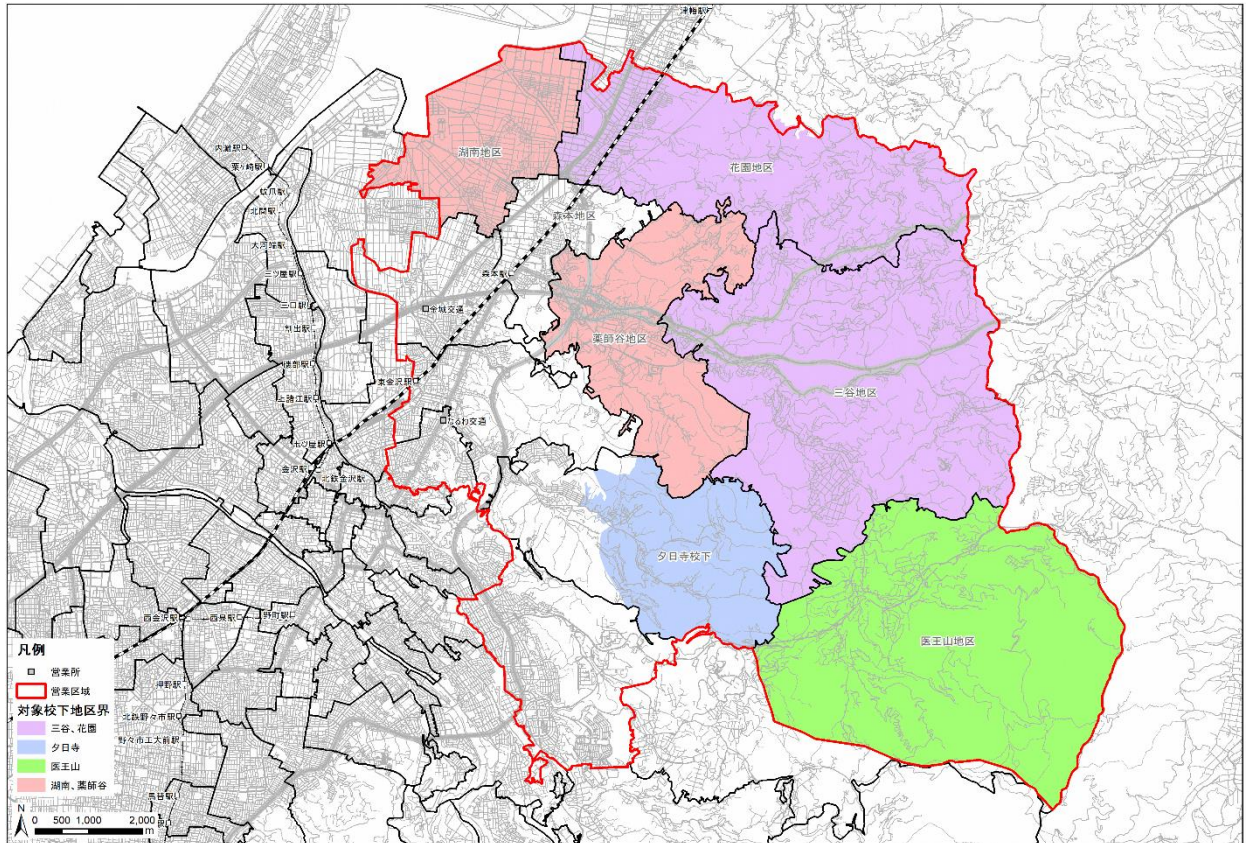 津幡駅
内灘駅
粟ヶ崎駅
蚊爪駅
北間駅
大河端駅
三ツ屋駅
三口駅
割出駅
磯部駅
上諸江駅
七ツ屋駅
金沢駅
北鉄金沢駅
東金沢駅
森本駅
金城交通
なるわ交通
湖南地区
花園地区
森本地区
薬師谷地区
三谷地区
夕日寺校下
医王山地区
西金沢駅
西泉駅
野町駅
押野駅
北鉄野々市駅
野々市工大前駅
馬替駅
凡例
営業所
営業区域
対象校下地区界
三谷、花園
夕日寺
医王山
湖南、薬師谷
N
0 500 1,000 2,000
m